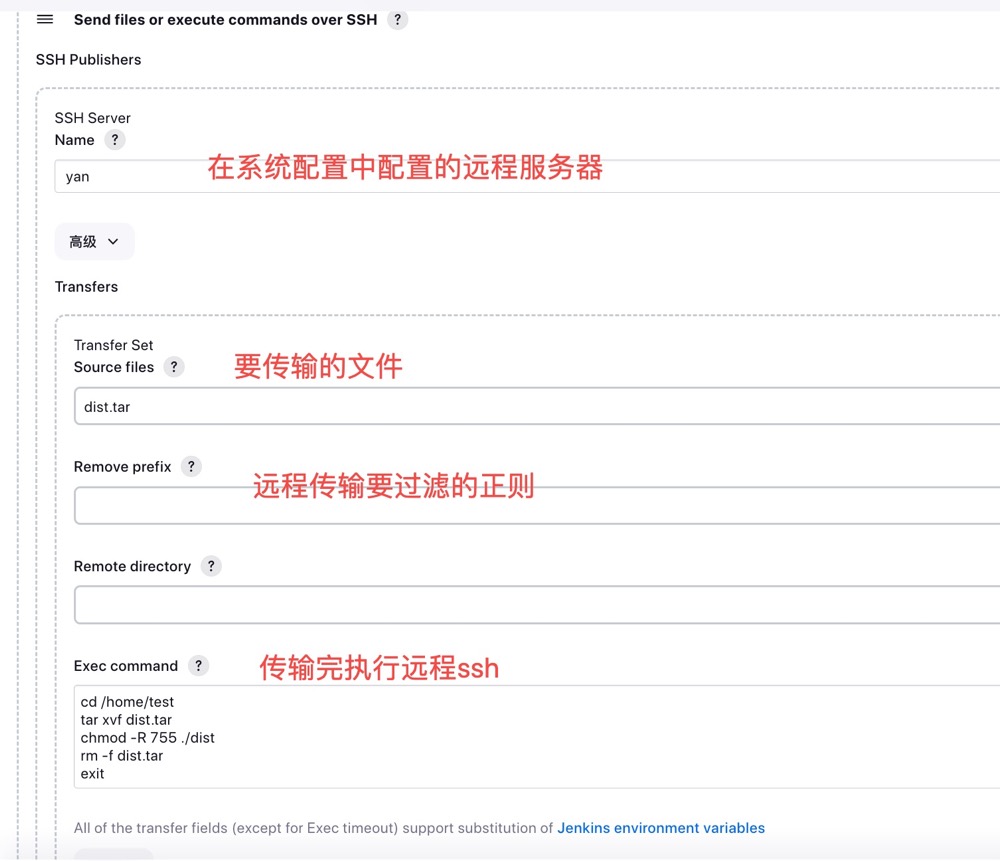 Send files or execute commands over SSH ?
SSH Publishers
SSH Server
Name ?
在系统配置中配置的远程服务器
yan
高级
Transfers
Transfer Set
Source files ?
要传输的文件
dist.tar
Remove prefix ?
远程传输要过滤的正则
Remote directory ?
Exec command ?
传输完执行远程ssh
cd /home/test
tar xvf dist.tar
chmod -R 755 ./dist
rm -f dist.tar
exit
All of the transfer fields (except for Exec timeout) support substitution of Jenkins environment variables